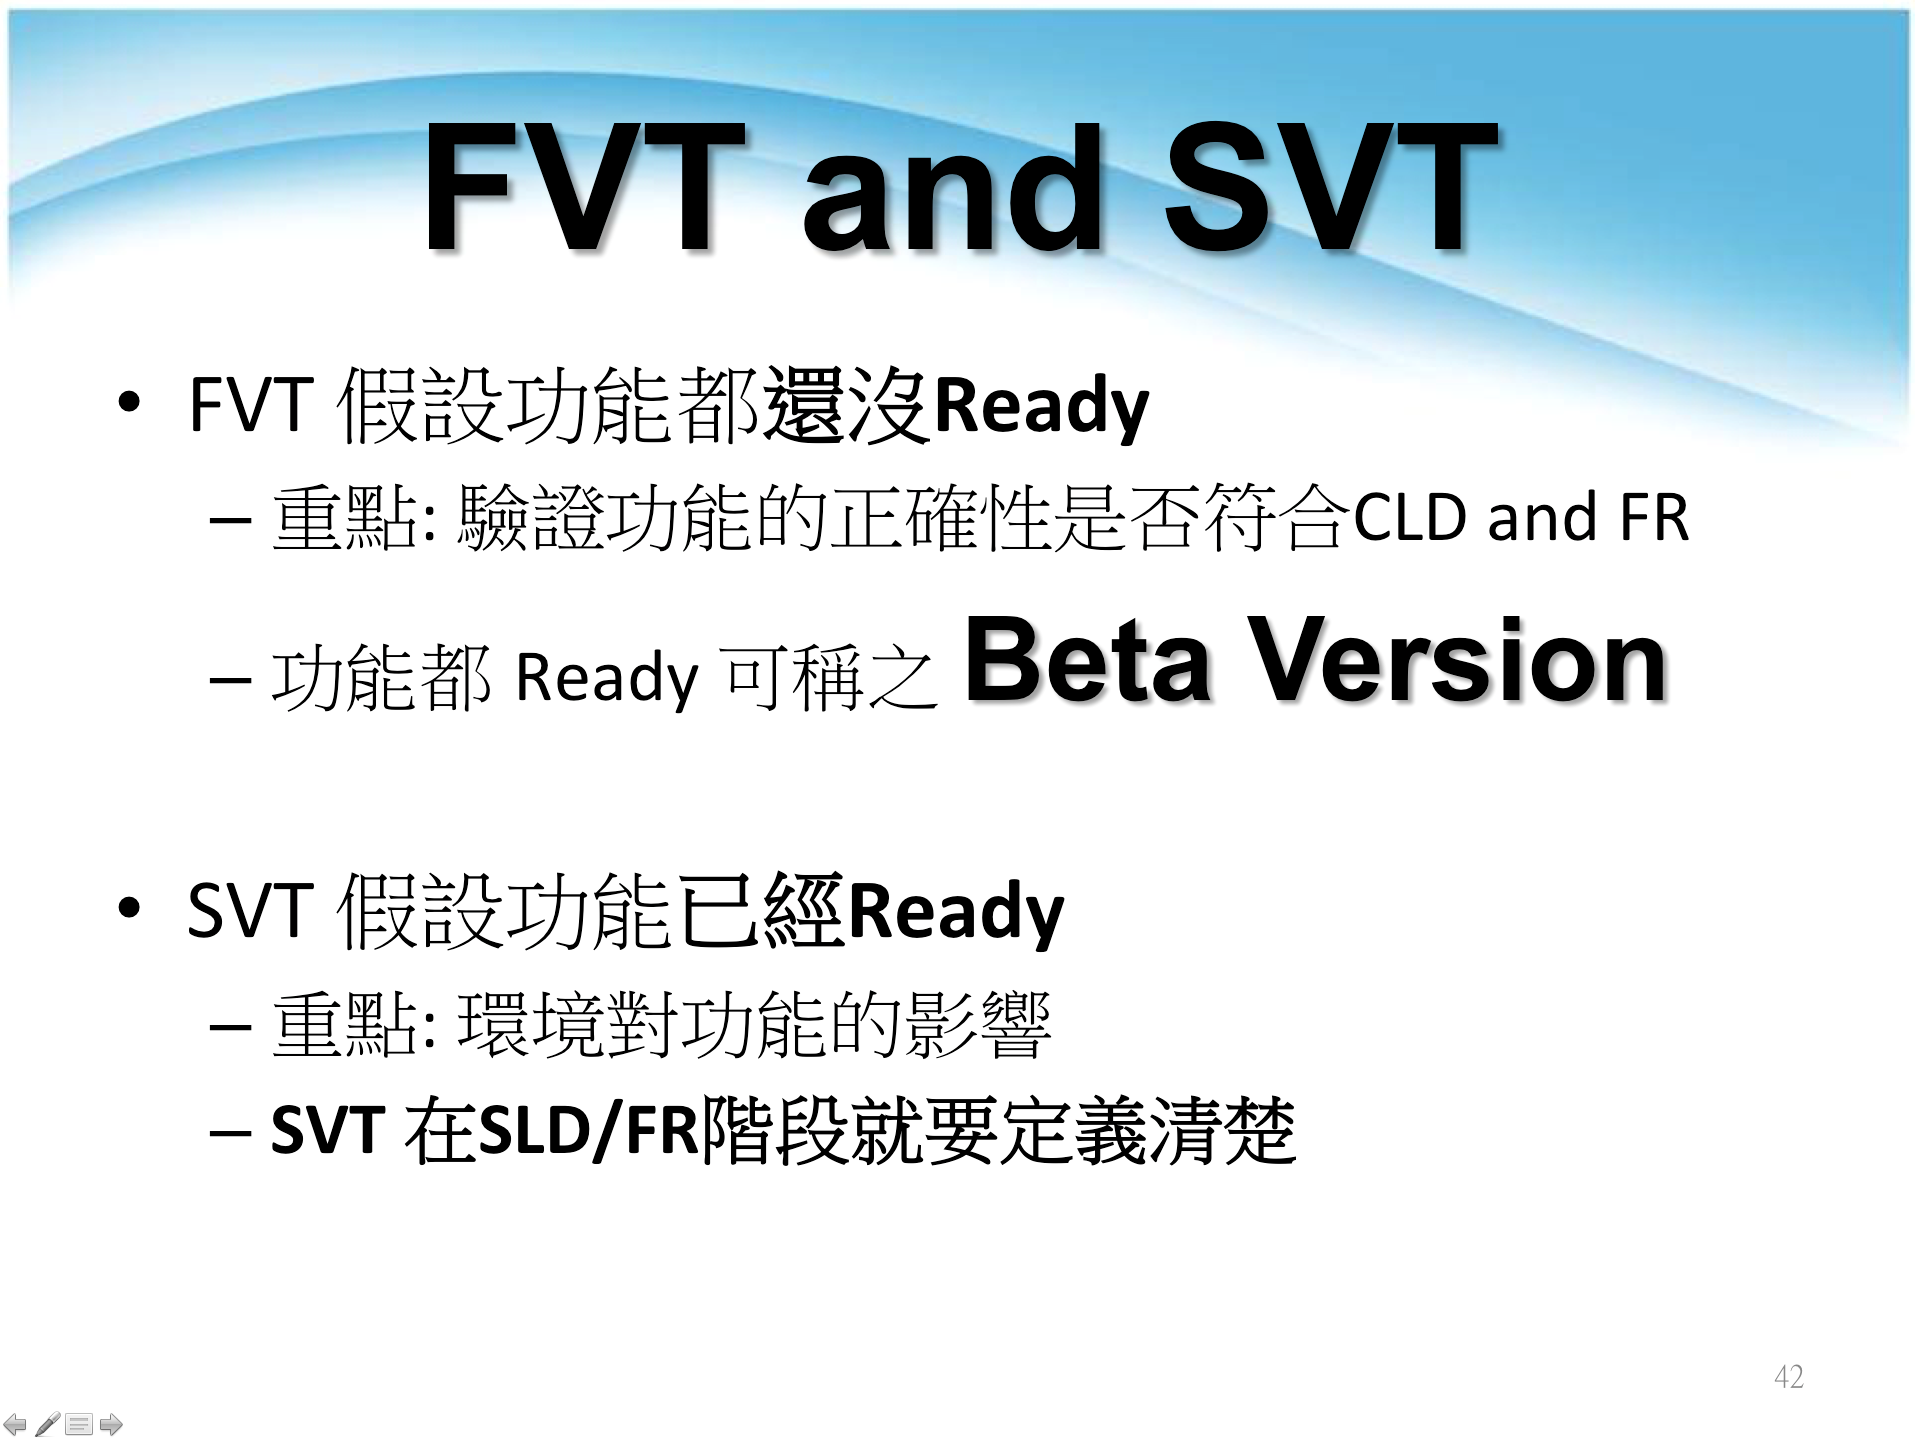 FVT and SVT
• FVT 假設功能都還沒Ready
– 重點: 驗證功能的正確性是否符合CLD and FR
– 功能都 Ready 可稱之 Beta Version
• SVT 假設功能已經Ready
– 重點: 環境對功能的影響
– SVT 在SLD/FR階段就要定義清楚
42